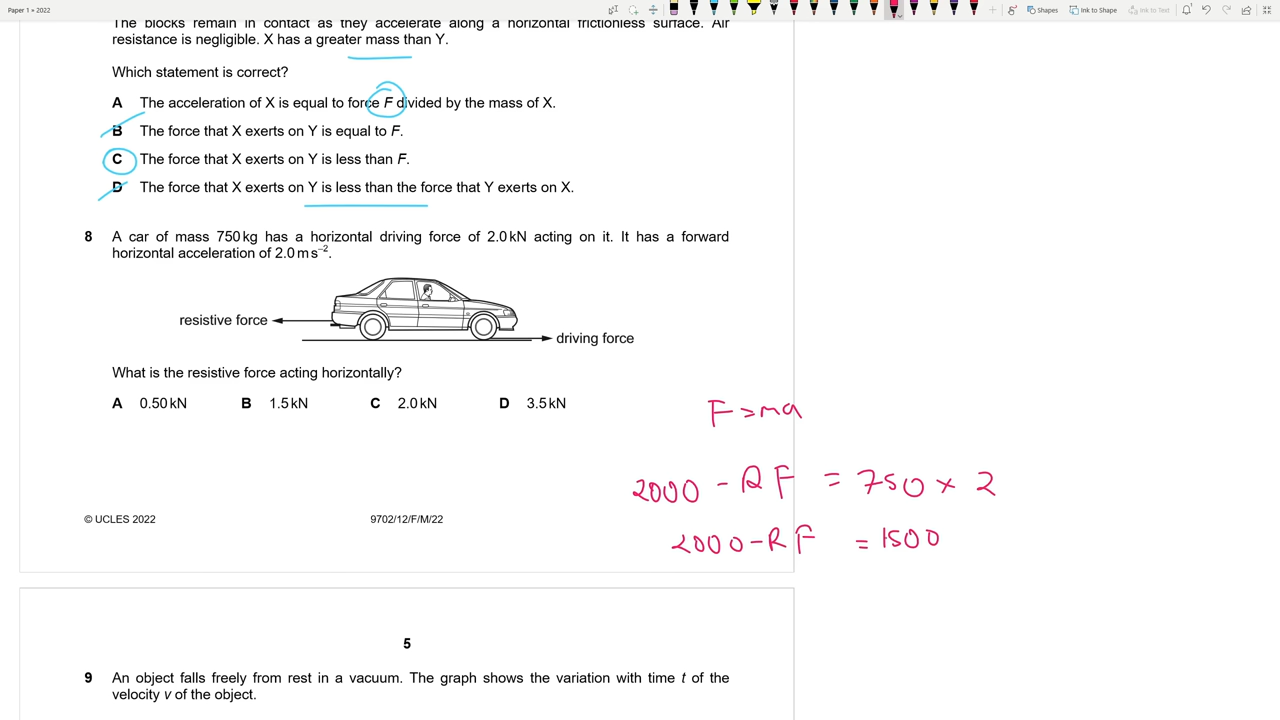 Paper 1 » 2022
Shapes
Ink to Shape
Ink to Text
The blocks remain in contact as they accelerate along a horizontal frictionless surface. Air
resistance is negligible. X has a greater mass than Y.
Which statement is correct?
A The acceleration of X is equal to force F divided by the mass of X.
B The force that X exerts on Y is equal to F.
C The force that X exerts on Y is less than F.
D The force that X exerts on Y is less than the force that Y exerts on X.
8 A car of mass 750 kg has a horizontal driving force of 2.0 kN acting on it. It has a forward
horizontal acceleration of 2.0 m s⁻².
resistive force
driving force
What is the resistive force acting horizontally?
A 0.50 kN B 1.5 kN C 2.0 kN D 3.5 kN
F = ma
2000 - RF = 750 × 2
2000 - RF = 1500
© UCLES 2022 9702/12/F/M/22
5
9 An object falls freely from rest in a vacuum. The graph shows the variation with time t of the
velocity v of the object.